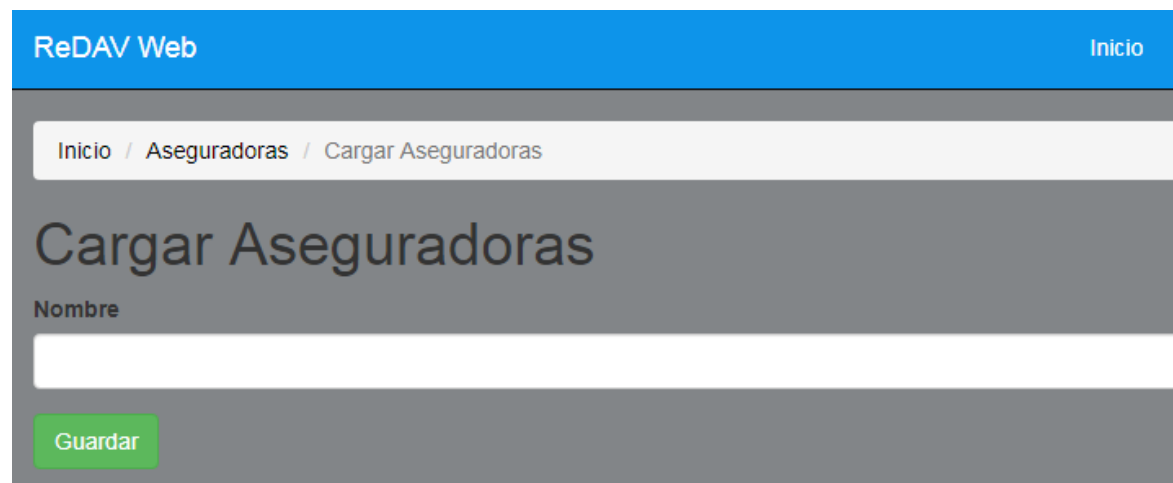 ReDAV Web Inicio
Inicio / Aseguradoras / Cargar Aseguradoras
Cargar Aseguradoras
Nombre
Guardar